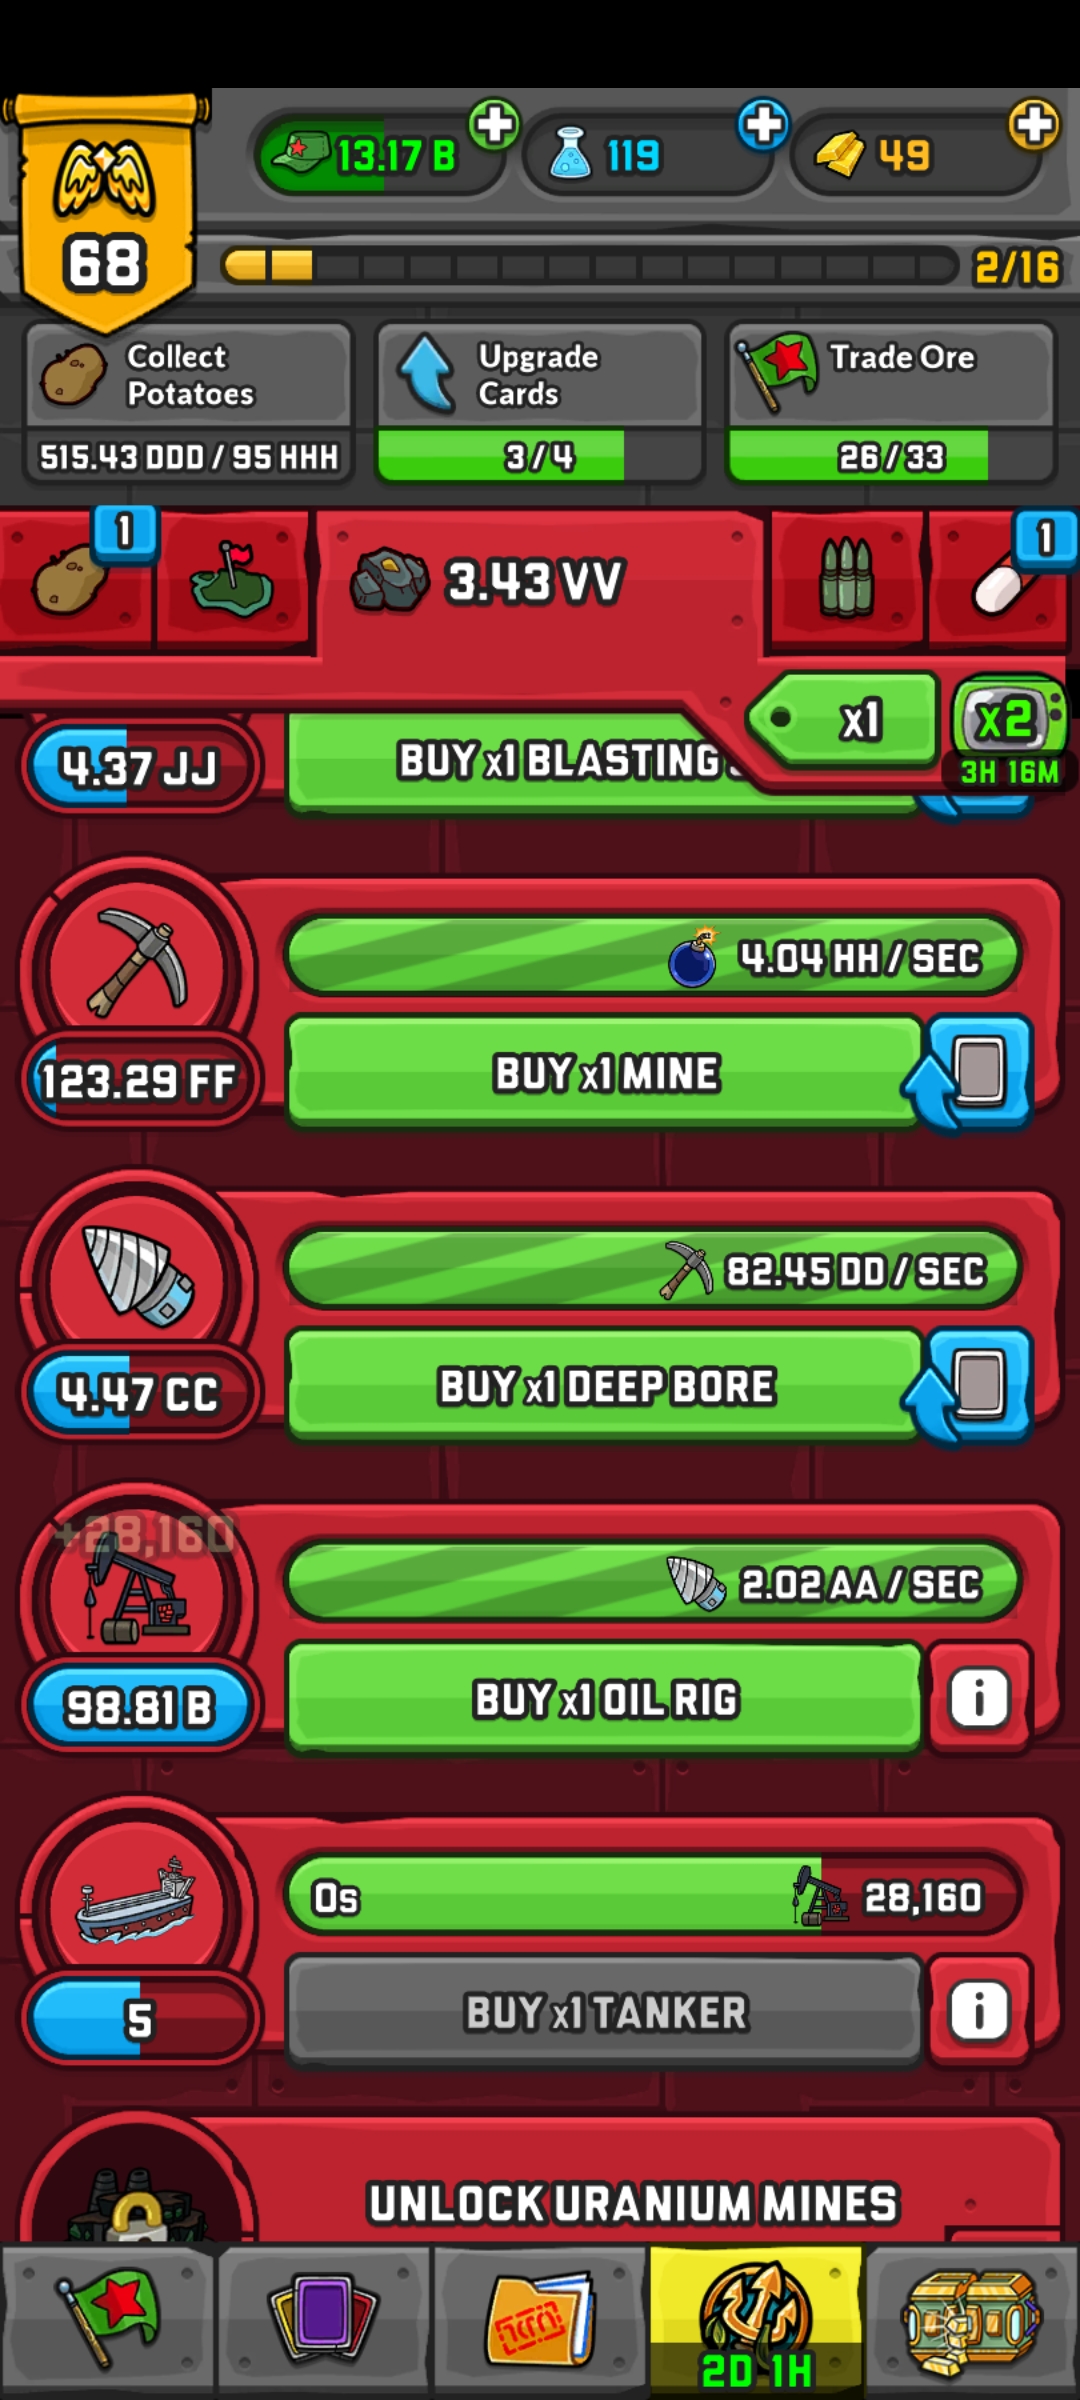 13.17 B
119
49
68
2/16
Collect
Potatoes
515.43 DDD / 95 HHH
Upgrade
Cards
3/4
Trade Ore
26/33
1
3.43 VV
1
x1
x2
3H 16M
4.37 JJ
BUY x1 BLASTING
4.04 HH / SEC
123.29 FF
BUY x1 MINE
82.45 DD / SEC
4.47 CC
BUY x1 DEEP BORE
+28,160
2.02 AA / SEC
98.81 B
BUY x1 OIL RIG
i
0s
28,160
5
BUY x1 TANKER
i
UNLOCK URANIUM MINES
2D 1H